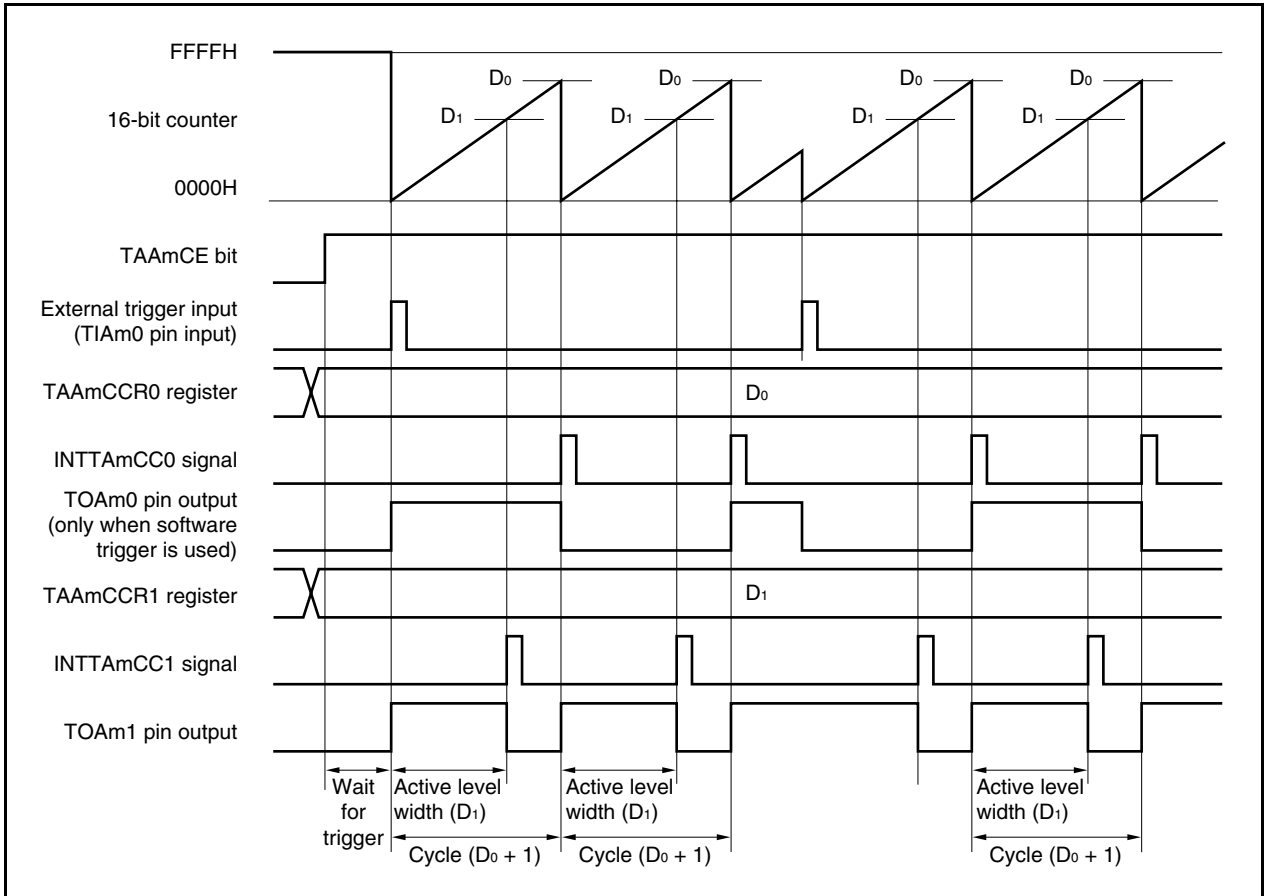 FFFFH
D0 D0 D0 D0
16-bit counter
D1 D1 D1 D1
0000H
TAAmCE bit
External trigger input
(TIAm0 pin input)
TAAmCCR0 register
D0
INTTAmCC0 signal
TOAm0 pin output
(only when software
trigger is used)
TAAmCCR1 register
D1
INTTAmCC1 signal
TOAm1 pin output
Wait
for
trigger
Active level
width (D1)
Active level
width (D1)
Active level
width (D1)
Cycle (D0 + 1)
Cycle (D0 + 1)
Cycle (D0 + 1)